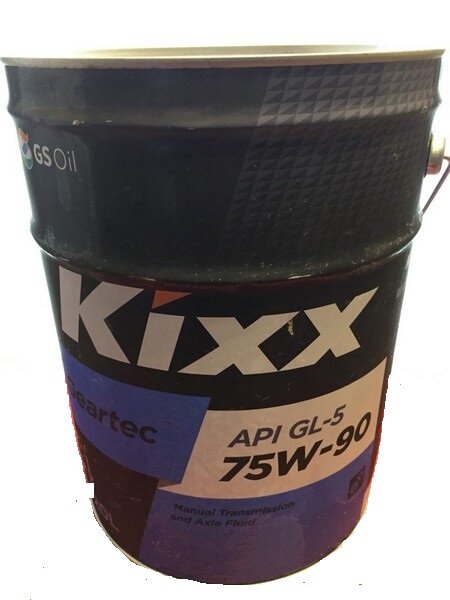 GS Oil
Kixx
Geartec
API GL-5
75W-90
Manual Transmission
and Axle Fluid